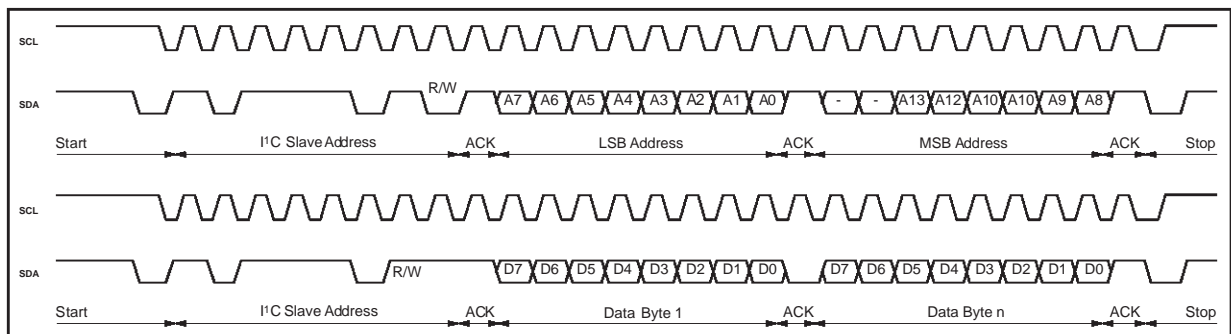 SCL
R/W
SDA A7 A6 A5 A4 A3 A2 A1 A0 - - A13 A12 A10 A10 A9 A8
Start I¹C Slave Address ACK LSB Address ACK MSB Address ACK Stop
SCL
SDA R/W D7 D6 D5 D4 D3 D2 D1 D0 D7 D6 D5 D4 D3 D2 D1 D0
Start I¹C Slave Address ACK Data Byte 1 ACK Data Byte n ACK Stop